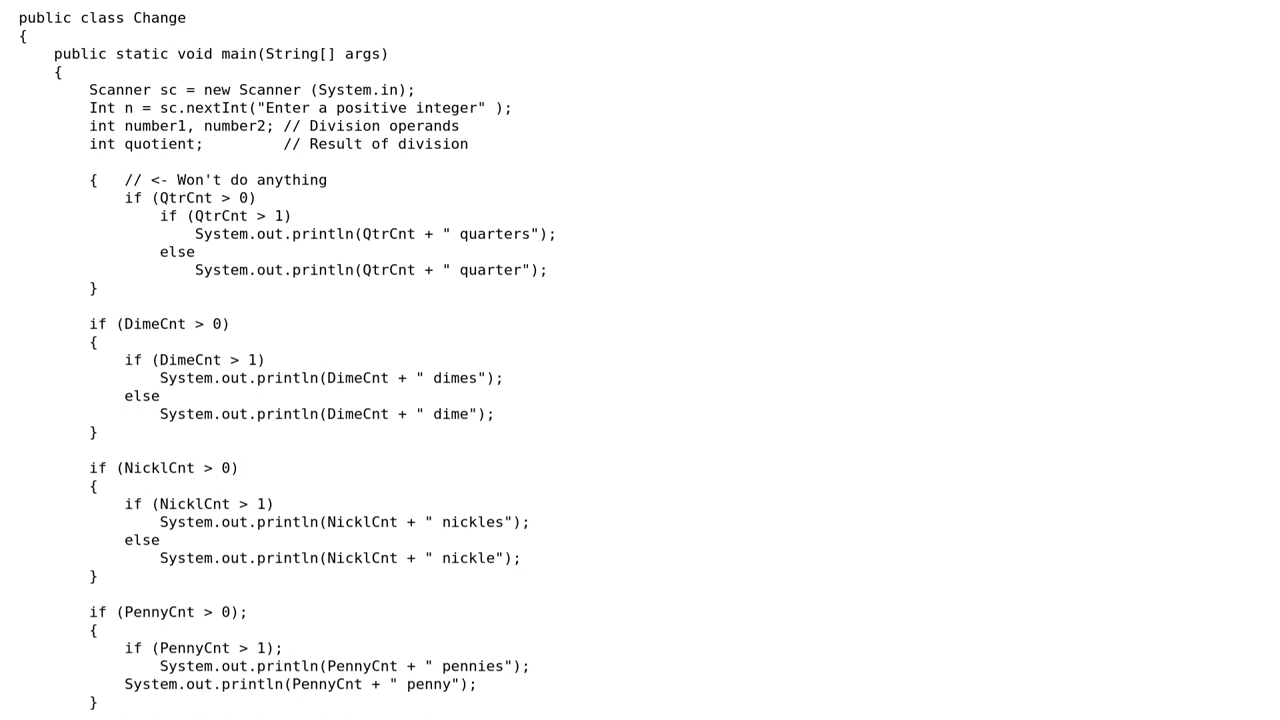 public class Change
{
    public static void main(String[] args)
    {
        Scanner sc = new Scanner (System.in);
        Int n = sc.nextInt("Enter a positive integer" );
        int number1, number2; // Division operands
        int quotient;         // Result of division

        {   // <- Won't do anything
            if (QtrCnt > 0)
                if (QtrCnt > 1)
                    System.out.println(QtrCnt + " quarters");
                else
                    System.out.println(QtrCnt + " quarter");
        }

        if (DimeCnt > 0)
        {
            if (DimeCnt > 1)
                System.out.println(DimeCnt + " dimes");
            else
                System.out.println(DimeCnt + " dime");
        }

        if (NicklCnt > 0)
        {
            if (NicklCnt > 1)
                System.out.println(NicklCnt + " nickles");
            else
                System.out.println(NicklCnt + " nickle");
        }

        if (PennyCnt > 0);
        {
            if (PennyCnt > 1);
                System.out.println(PennyCnt + " pennies");
            System.out.println(PennyCnt + " penny");
        }